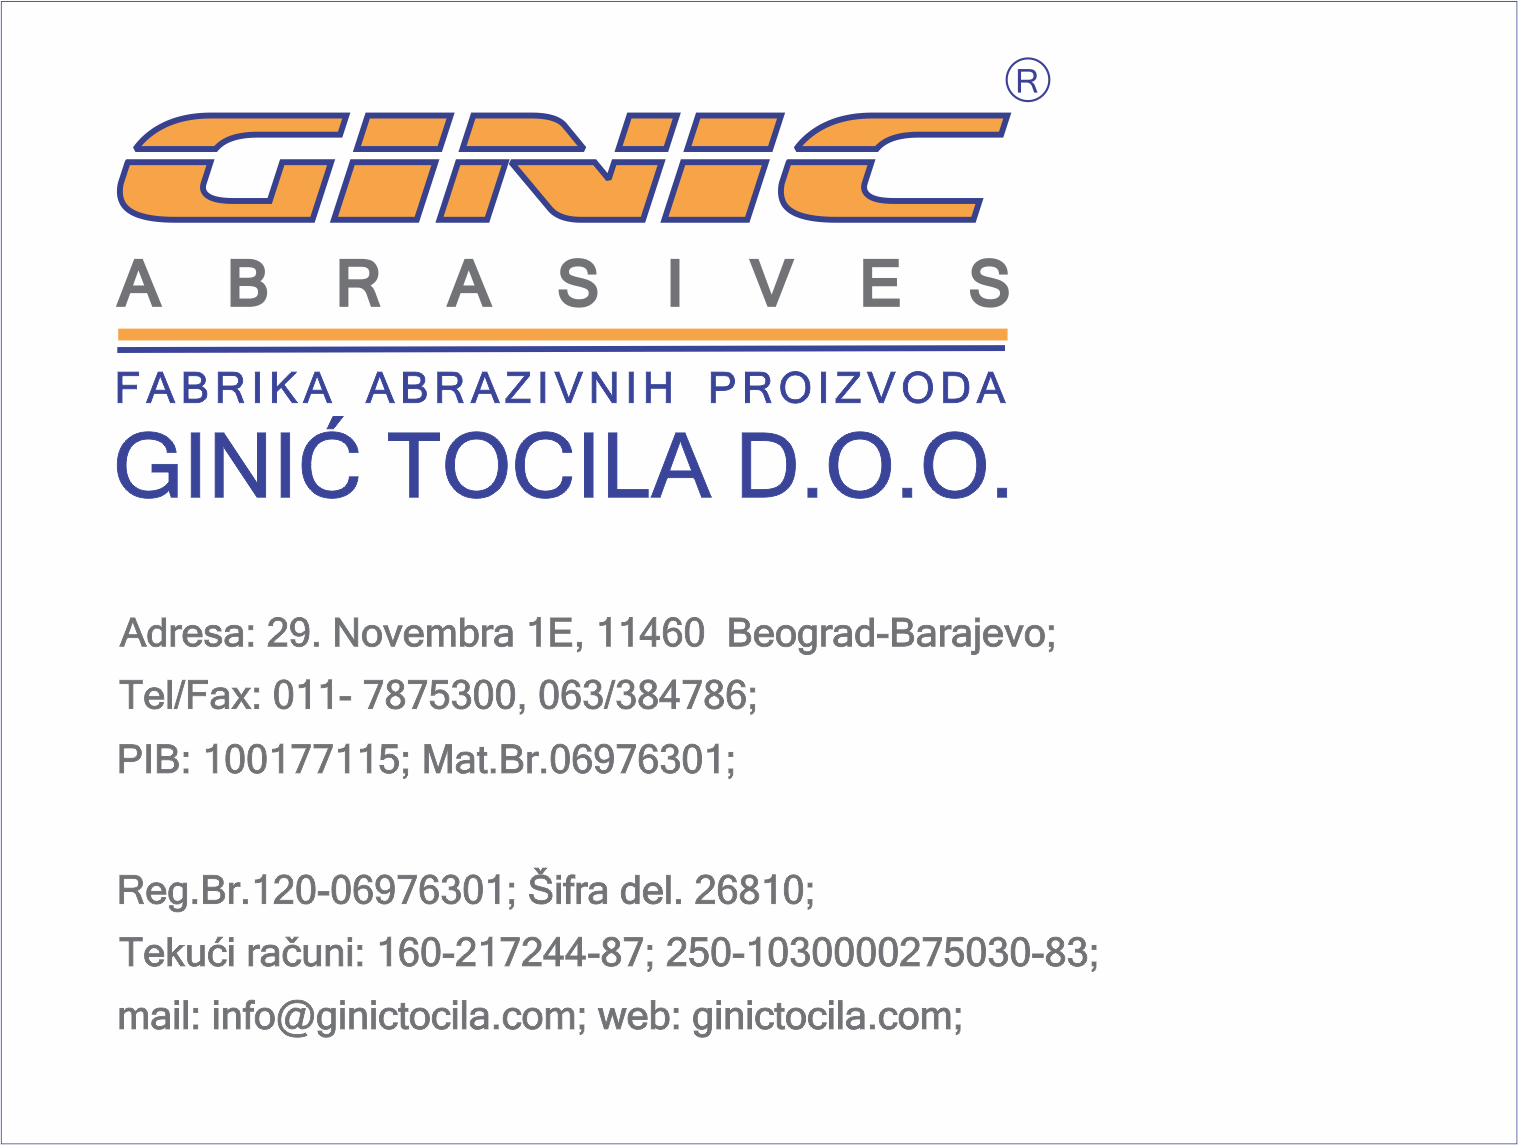 GINIC ®
ABRASIVES
FABRIKA ABRAZIVNIH PROIZVODA
GINIĆ TOCILA D.O.O.
Adresa: 29. Novembra 1E, 11460 Beograd-Barajevo;
Tel/Fax: 011- 7875300, 063/384786;
PIB: 100177115; Mat.Br.06976301;
Reg.Br.120-06976301; Šifra del. 26810;
Tekući računi: 160-217244-87; 250-1030000275030-83;
mail: info@ginictocila.com; web: ginictocila.com;